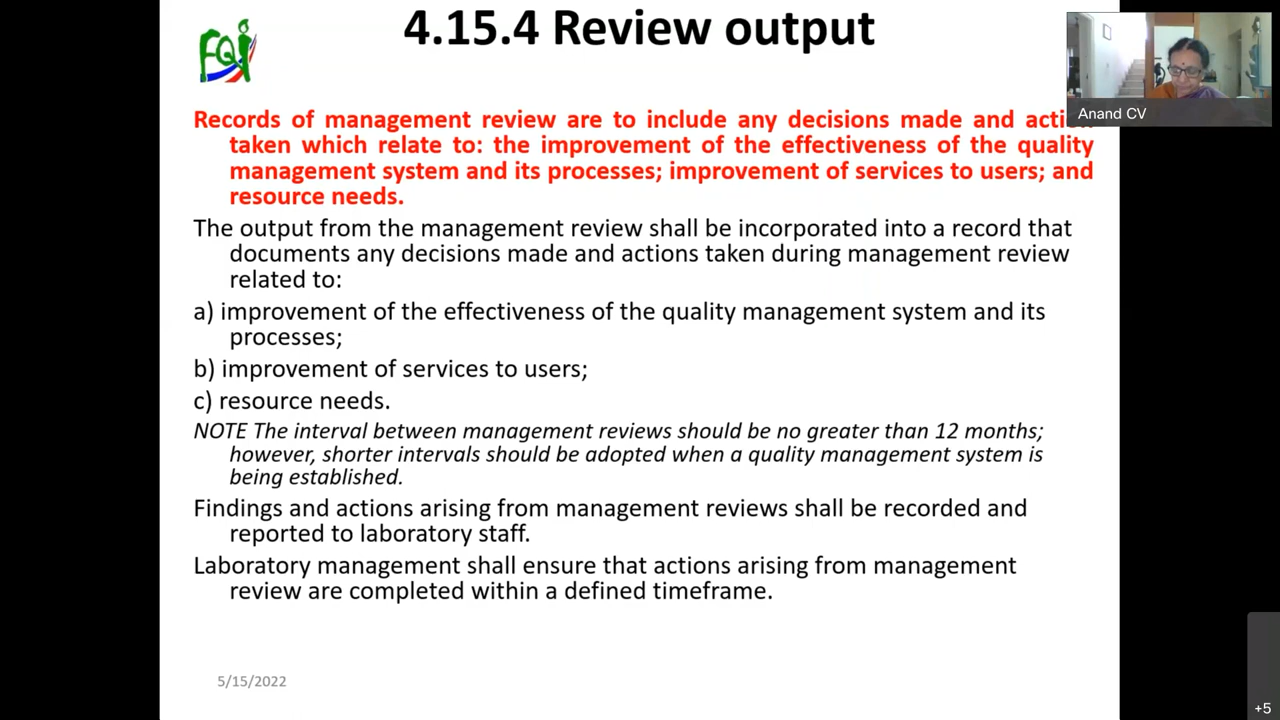 4.15.4 Review output
FQI
Anand CV
Records of management review are to include any decisions made and
taken which relate to: the improvement of the effectiveness of the quality
management system and its processes; improvement of services to users; and
resource needs.
The output from the management review shall be incorporated into a record that
documents any decisions made and actions taken during management review
related to:
a) improvement of the effectiveness of the quality management system and its
processes;
b) improvement of services to users;
c) resource needs.
NOTE The interval between management reviews should be no greater than 12 months;
however, shorter intervals should be adopted when a quality management system is
being established.
Findings and actions arising from management reviews shall be recorded and
reported to laboratory staff.
Laboratory management shall ensure that actions arising from management
review are completed within a defined timeframe.
5/15/2022
+5